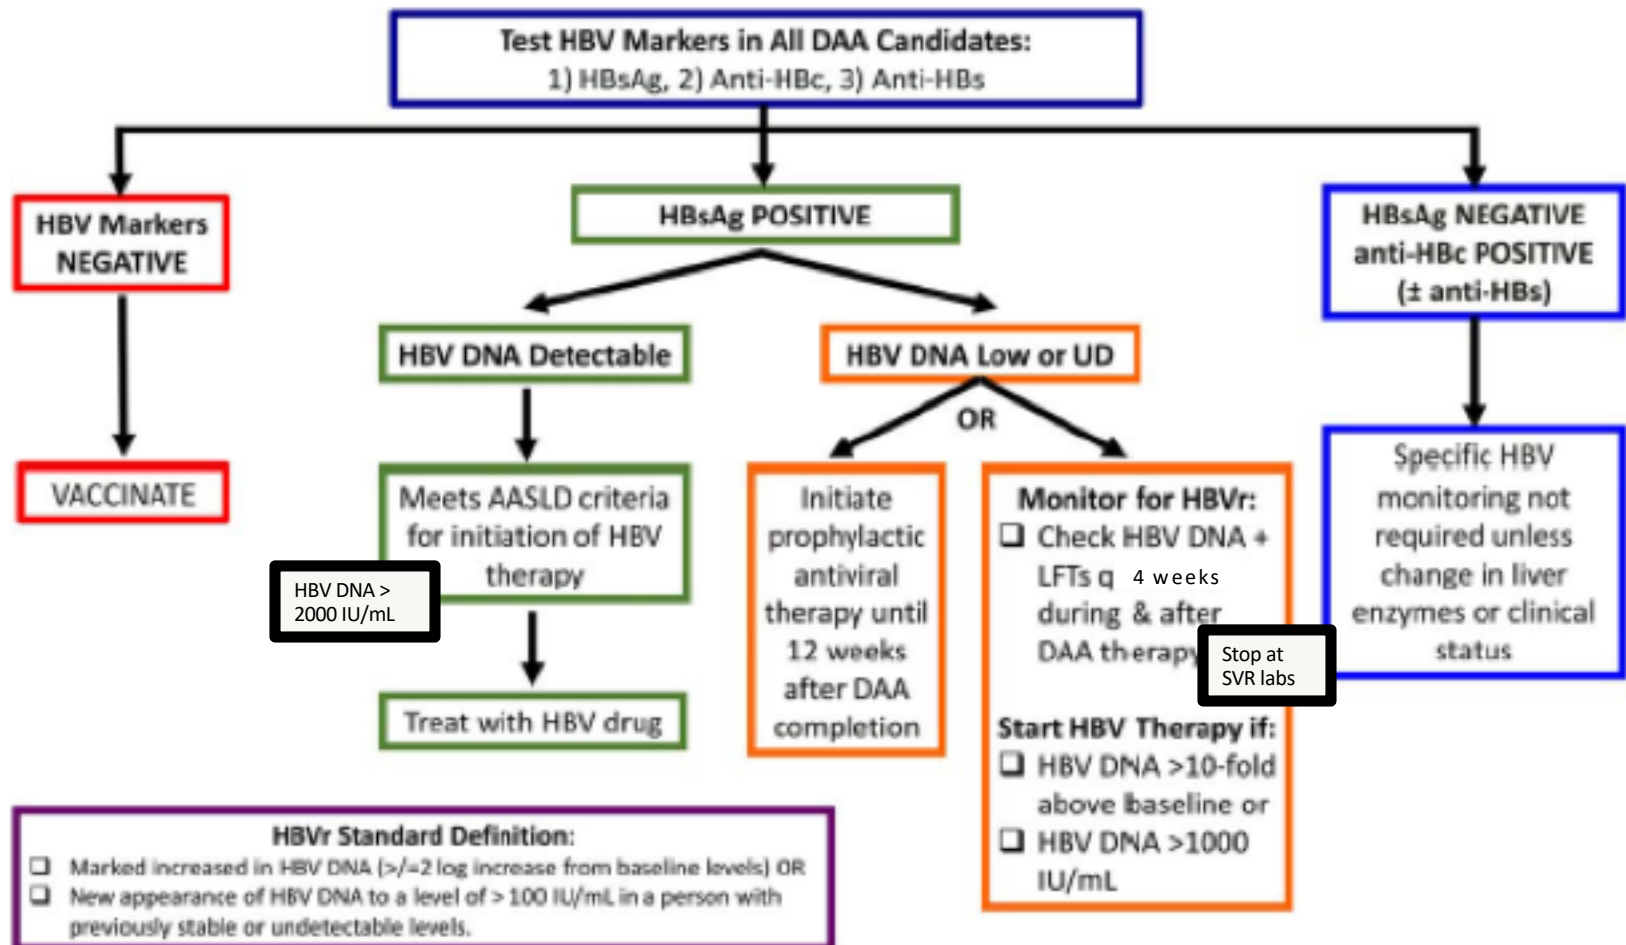 Test HBV Markers in All DAA Candidates:
1) HBsAg, 2) Anti-HBc, 3) Anti-HBs
HBV Markers
NEGATIVE
VACCINATE
HBsAg POSITIVE
HBV DNA Detectable
Meets AASLD criteria
for initiation of HBV
therapy
HBV DNA >
2000 IU/mL
Treat with HBV drug
HBV DNA Low or UD
OR
Initiate
prophylactic
antiviral
therapy until
12 weeks
after DAA
completion
Monitor for HBVr:
❑ Check HBV DNA +
LFTs q 4 weeks
during & after
DAA therapy
Stop at
SVR labs
Start HBV Therapy if:
❑ HBV DNA >10-fold
above baseline or
❑ HBV DNA >1000
IU/mL
HBsAg NEGATIVE
anti-HBc POSITIVE
(± anti-HBs)
Specific HBV
monitoring not
required unless
change in liver
enzymes or clinical
status
HBVr Standard Definition:
❑ Marked increased in HBV DNA (>/=2 log increase from baseline levels) OR
❑ New appearance of HBV DNA to a level of > 100 IU/mL in a person with
previously stable or undetectable levels.